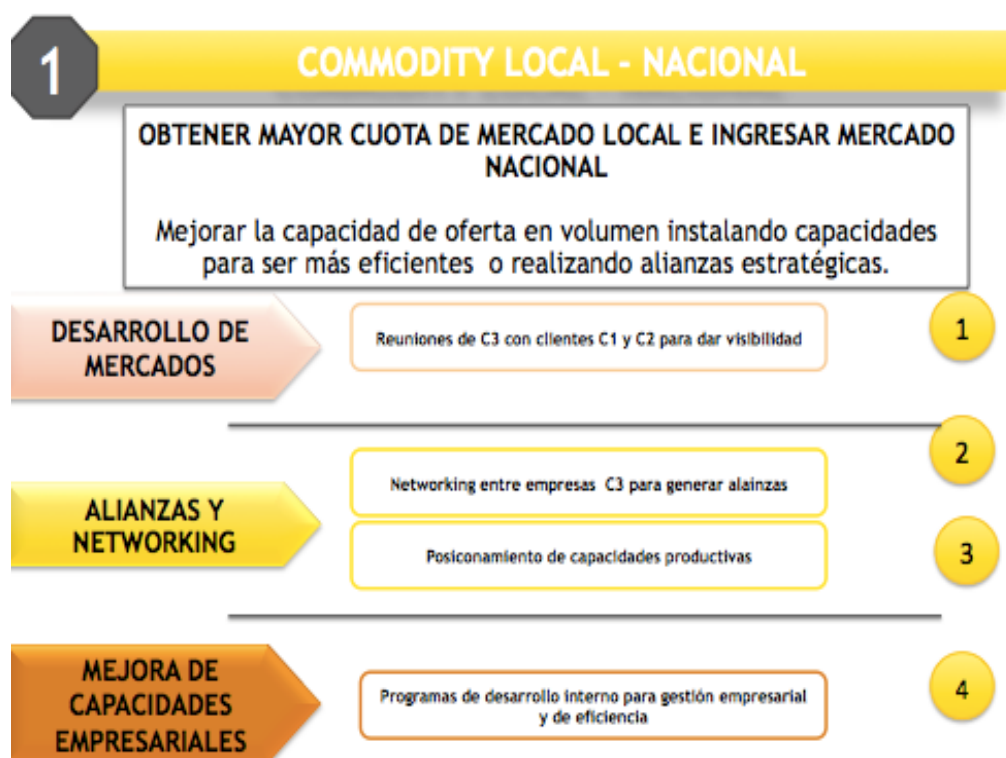 1
COMMODITY LOCAL - NACIONAL
OBTENER MAYOR CUOTA DE MERCADO LOCAL E INGRESAR MERCADO
NACIONAL
Mejorar la capacidad de oferta en volumen instalando capacidades
para ser más eficientes o realizando alianzas estratégicas.
DESARROLLO DE
MERCADOS
Reuniones de C3 con clientes C1 y C2 para dar visibilidad
1
ALIANZAS Y
NETWORKING
Networking entre empresas C3 para generar alainzas
2
Posiconamiento de capacidades productivas
3
MEJORA DE
CAPACIDADES
EMPRESARIALES
Programas de desarrollo interno para gestión empresarial
y de eficiencia
4